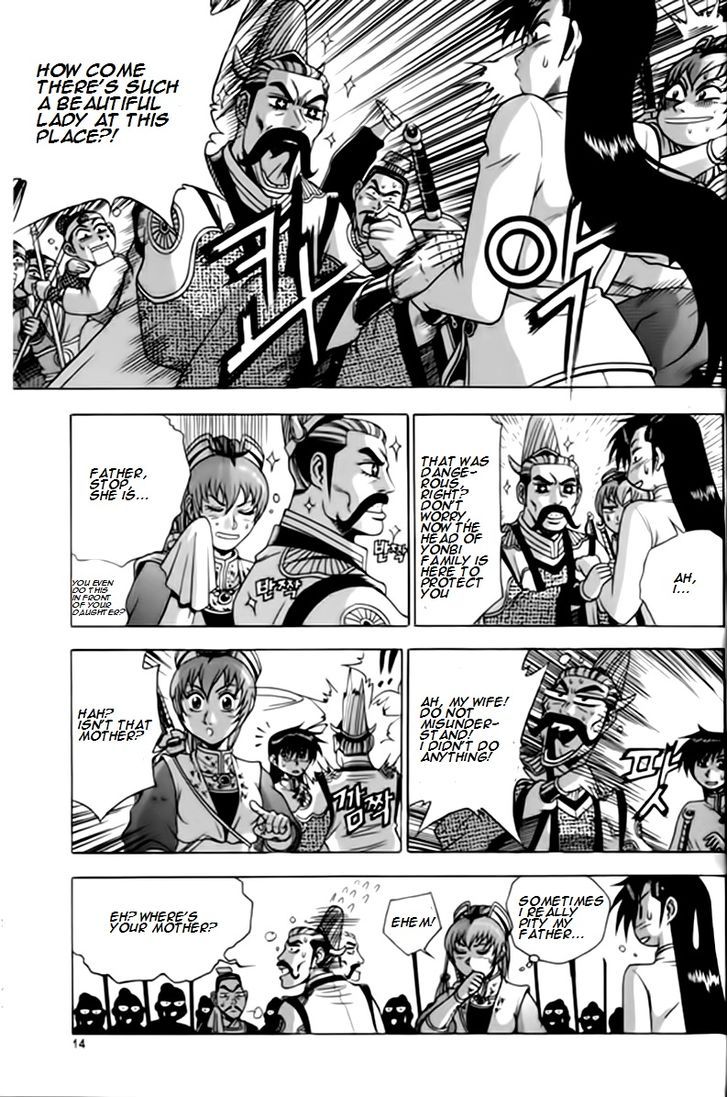 HOW COME
THERE'S SUCH
A BEAUTIFUL
LADY AT THIS
PLACE?!
콰
악
FATHER,
STOP,
SHE IS...
YOU EVEN
DO THIS
IN FRONT
OF YOUR
DAUGHTER?
반짝
반짝
THAT WAS
DANGE-
ROUS,
RIGHT?
DON'T
WORRY,
NOW THE
HEAD OF
YONBI
FAMILY IS
HERE TO
PROTECT
YOU
AH,
I...
HAH?
ISN'T THAT
MOTHER?
!!
깜짝
AH, MY WIFE!
DO NOT
MISUNDER-
STAND!
I DIDN'T DO
ANYTHING!
팟
EH? WHERE'S
YOUR MOTHER?
EHEM!
SOMETIMES
I REALLY
PITY MY
FATHER...
14